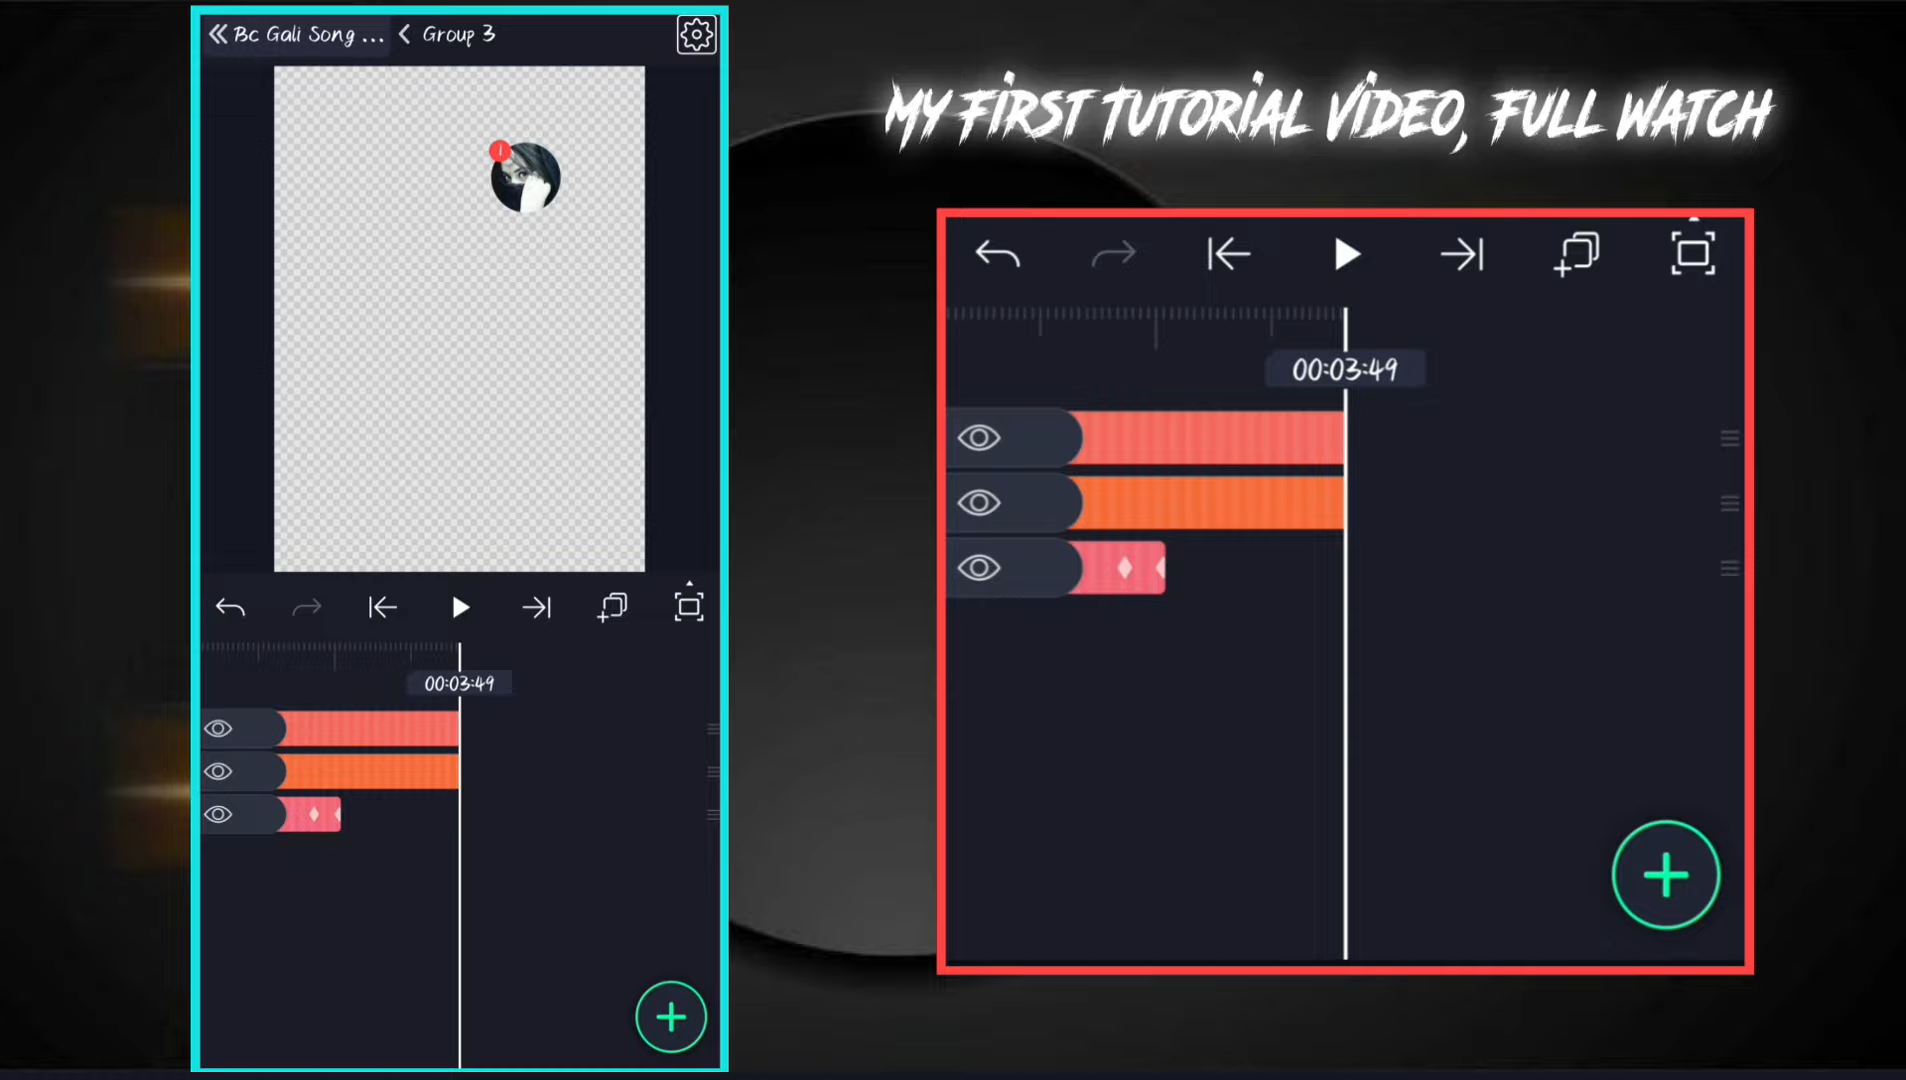 Bc Gali Song ... Group 3
MY FIRST TUTORIAL VIDEO, FULL WATCH
00:03:49
00:03:49